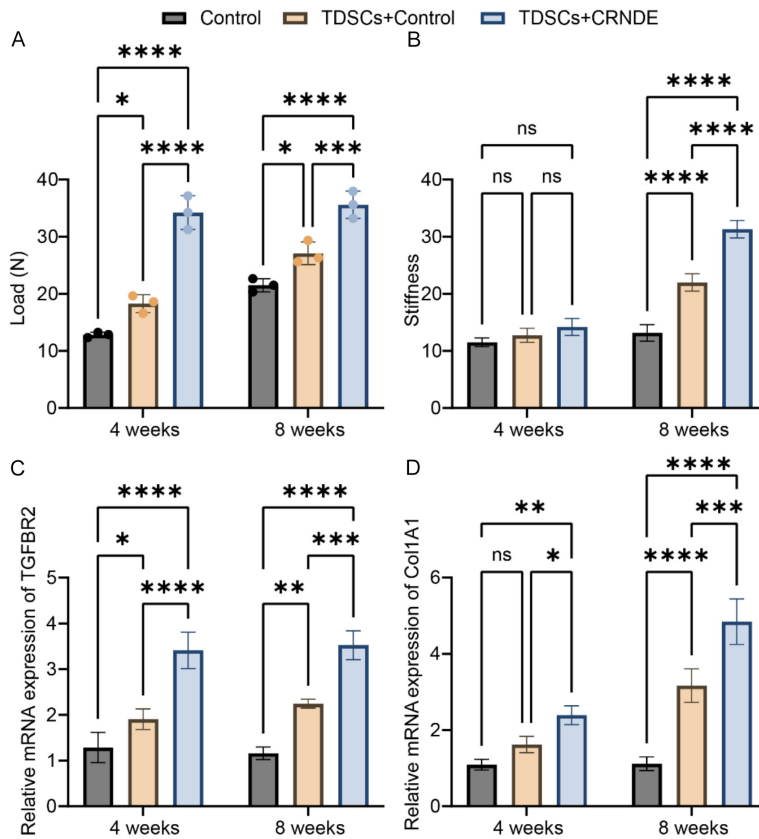 Control TDSCs+Control TDSCs+CRNDE
A
****
*
****
****
*
***
Load (N)
40
30
20
10
0
4 weeks
8 weeks
B
ns
ns
ns
****
****
****
Stiffness
40
30
20
10
0
4 weeks
8 weeks
C
****
*
****
****
**
***
Relative mRNA expression of TGFBR2
5
4
3
2
1
0
4 weeks
8 weeks
D
**
ns
*
****
****
***
Relative mRNA expression of Col1A1
6
4
2
0
4 weeks
8 weeks